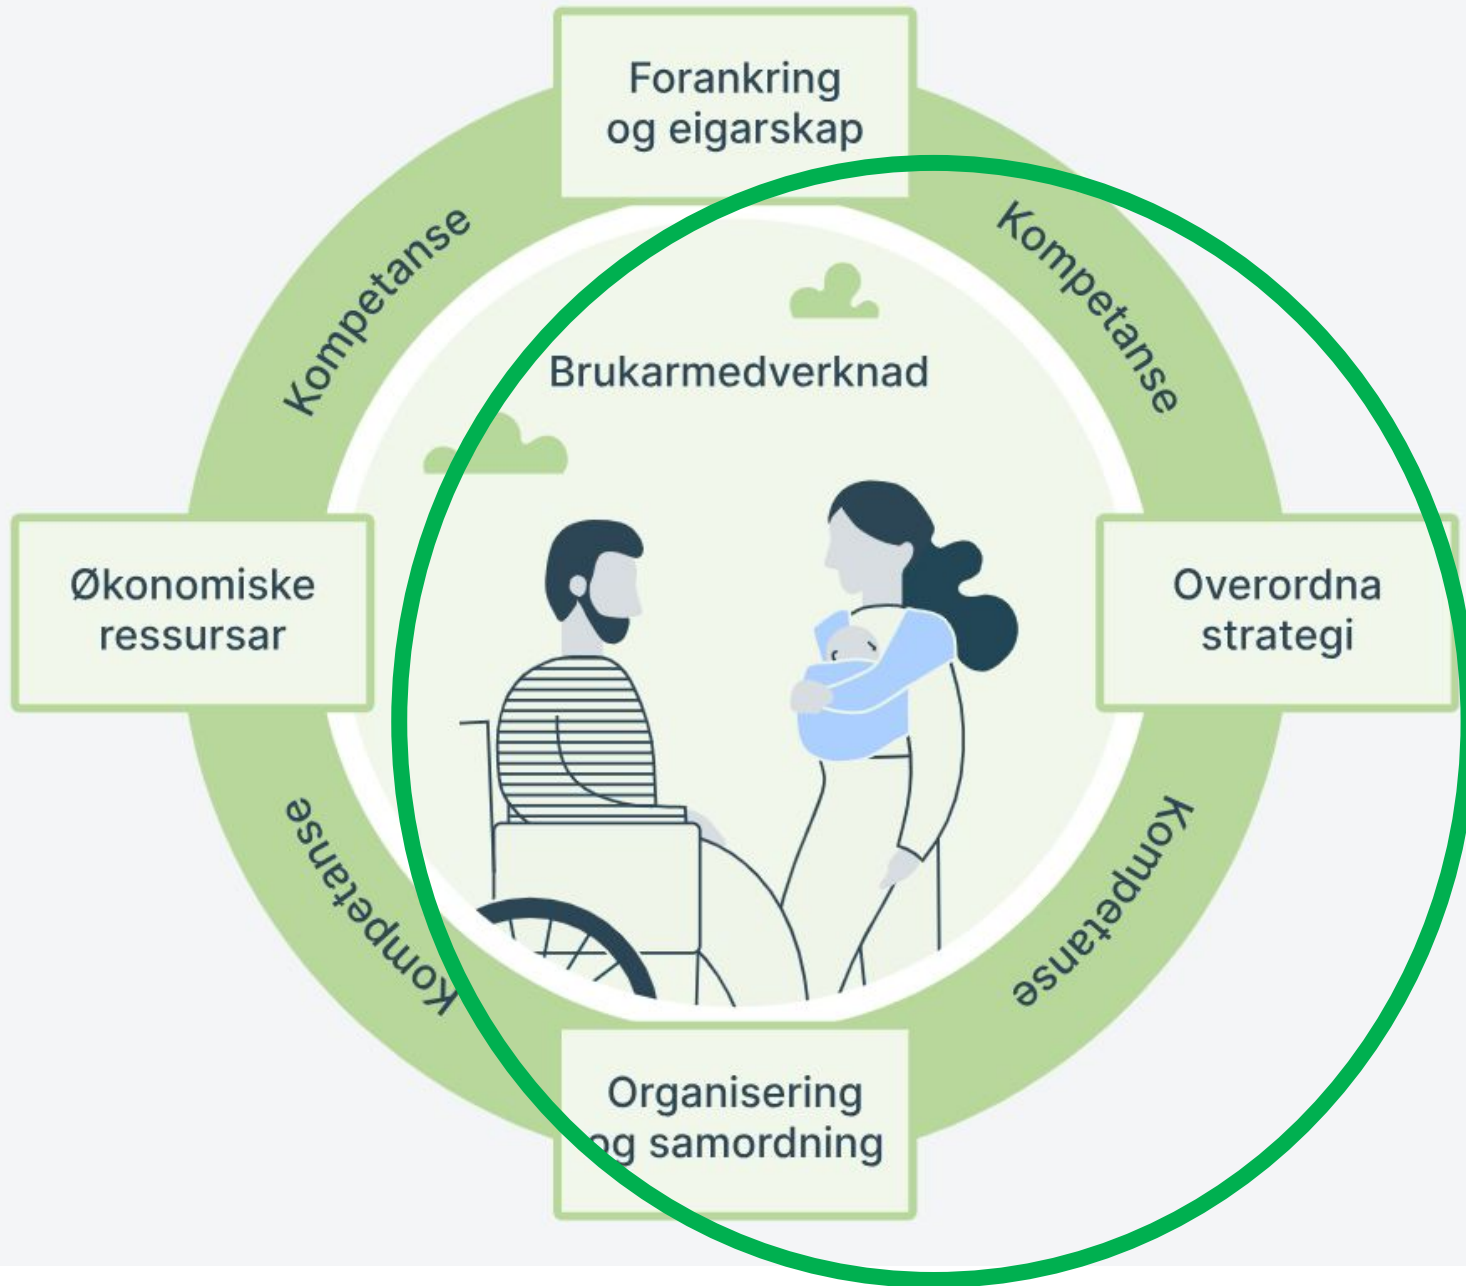 Forankring
og eigarskap
Kompetanse
Kompetanse
Brukarmedverknad
Økonomiske
ressursar
Overordna
strategi
Kompetanse
Kompetanse
Organisering
og samordning